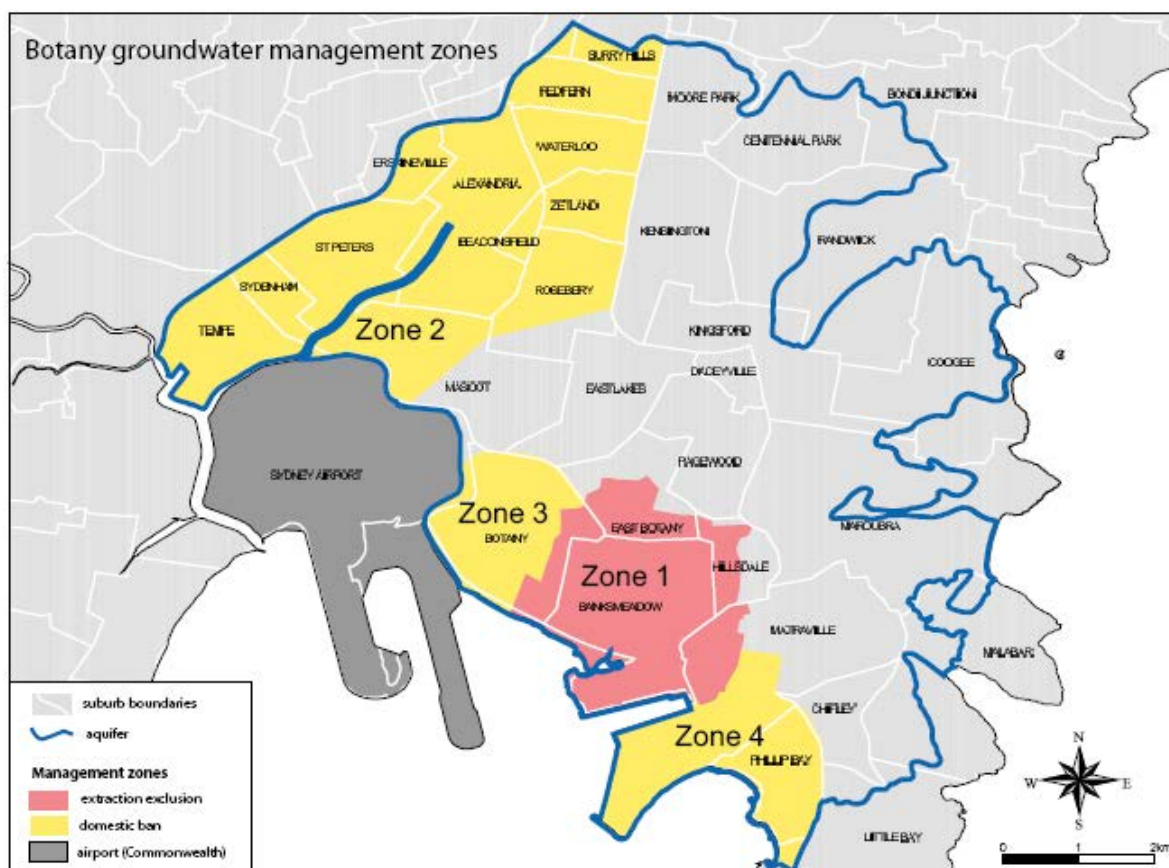 Botany groundwater management zones
SURRY HILLS
REDFERN
MOORE PARK
BONDI JUNCTION
CENTENNIAL PARK
WATERLOO
ERSKINEVILLE
ALEXANDRIA
ZETLAND
KENSINGTON
RANDWICK
ST PETERS
BEACONSFIELD
SYDENHAM
ROSEBERY
TEMPE
Zone 2
KINGSFORD
COOGEE
DACEYVILLE
MASCOT
EASTLAKES
PAGEWOOD
SYDNEY AIRPORT
Zone 3
BOTANY
EAST BOTANY
MAROUBRA
Zone 1
HILLSDALE
BANKSMEADOW
MATRAVILLE
MALABAR
CHIFLEY
Zone 4
PHILLIP BAY
LITTLE BAY
suburb boundaries
aquifer
Management zones
extraction exclusion
domestic ban
airport (Commonwealth)
N
W E
S
0 1 2km